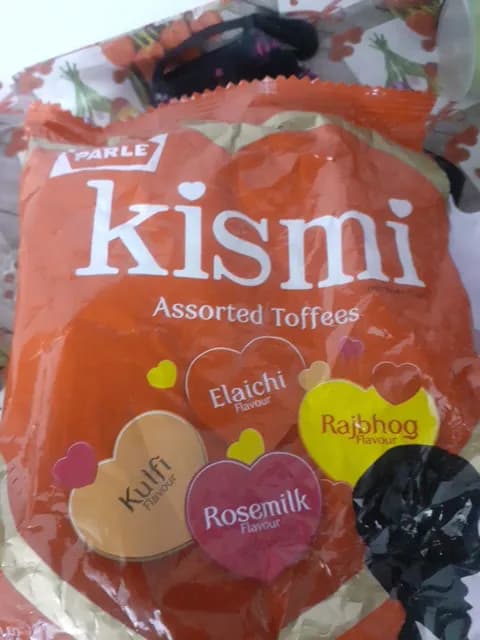 PARLE
kismi
Assorted Toffees
Elaichi
Flavour
Rajbhog
Flavour
Kulfi
Flavour
Rosemilk
Flavour